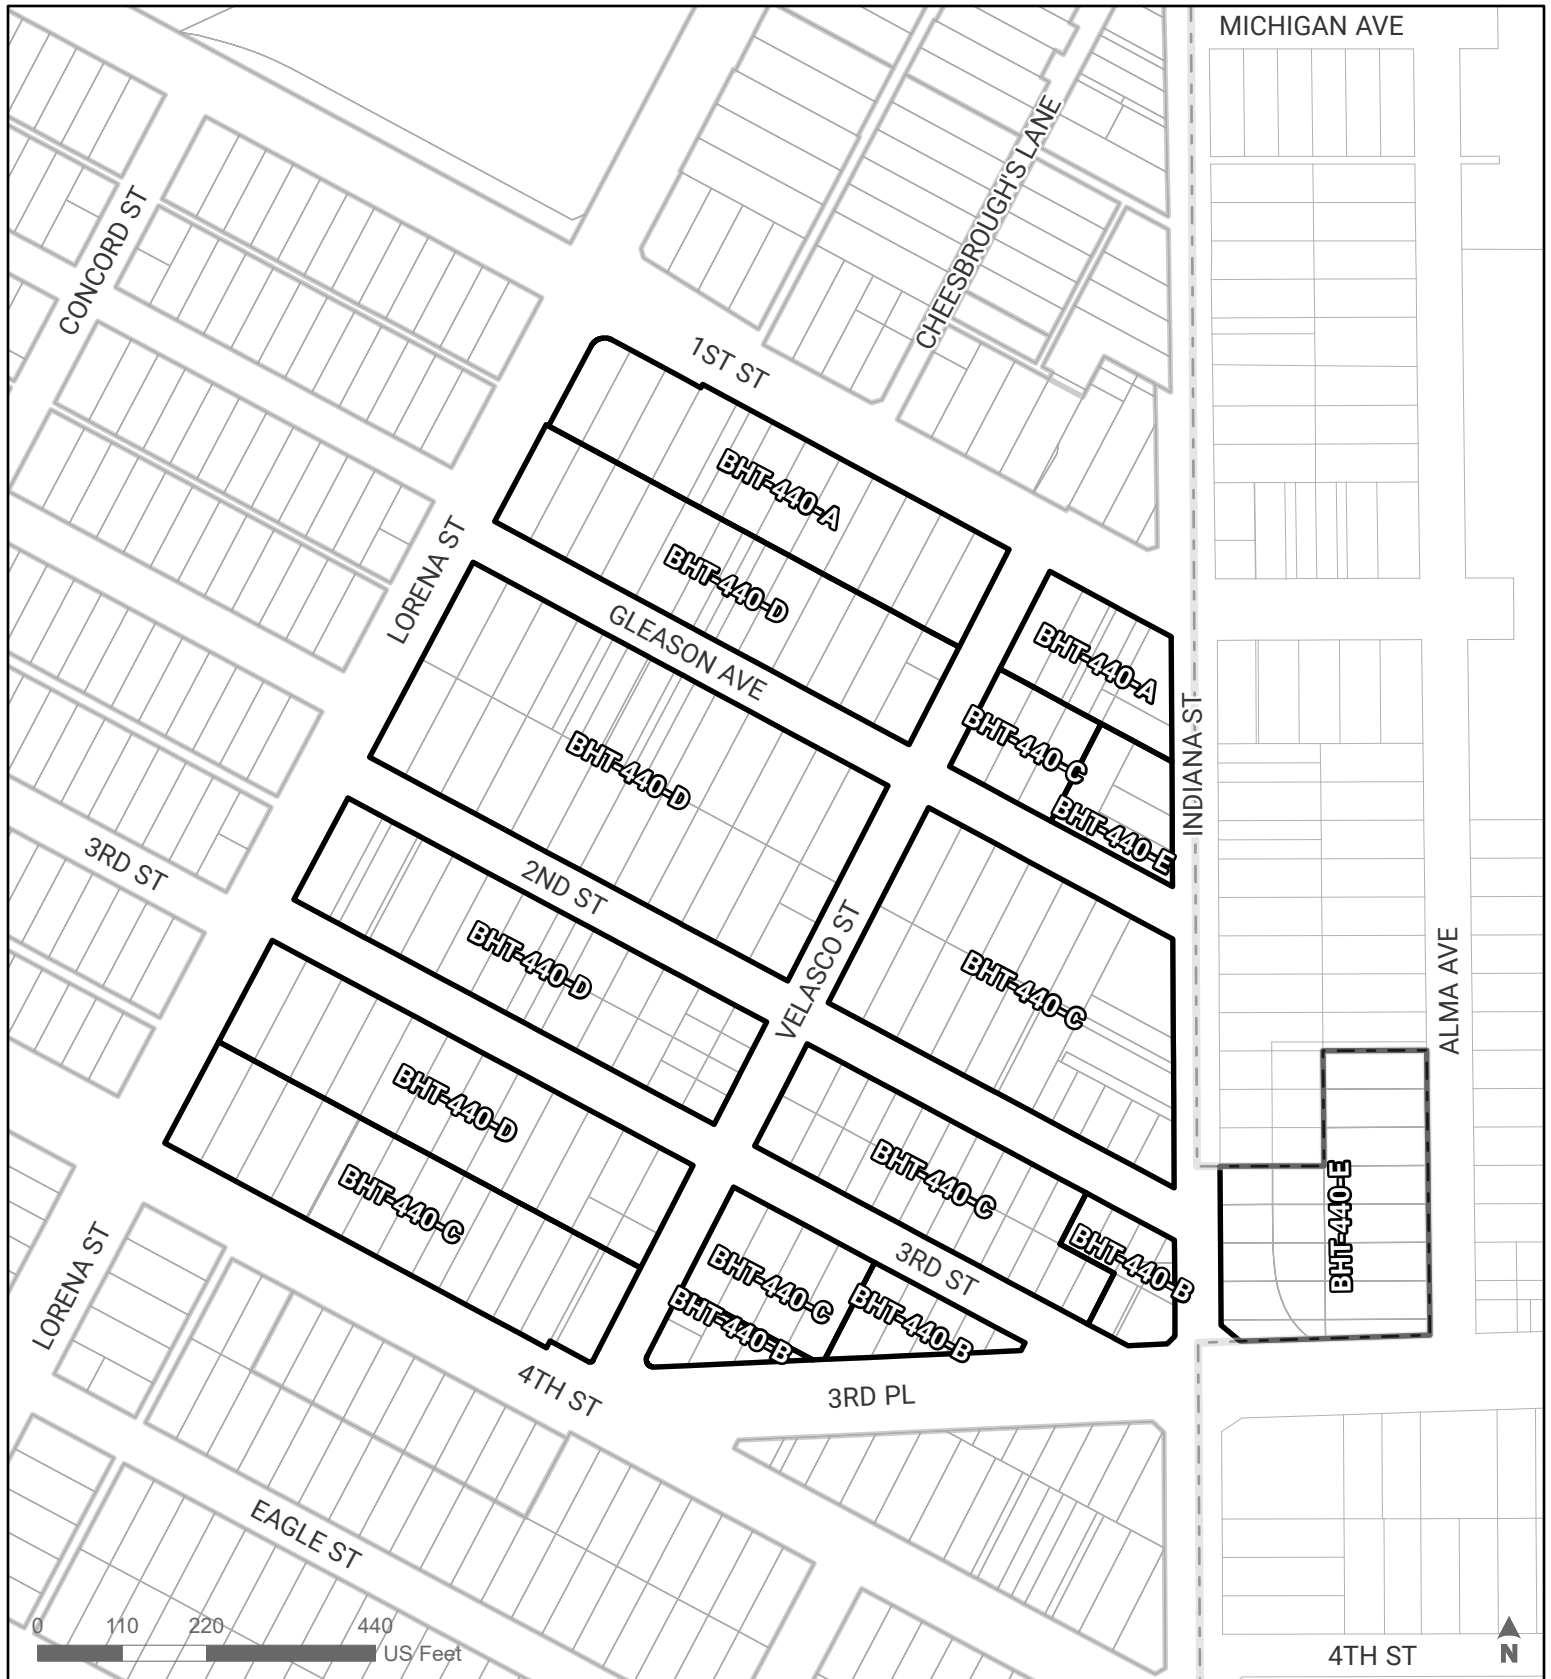 MICHIGAN AVE
CHEESBROUGH'S LANE
CONCORD ST
1ST ST
BHT-440-A
LORENA ST
BHT-440-D
GLEASON AVE
BHT-440-A
BHT-440-C
INDIANA ST
BHT-440-D
BHT-440-E
3RD ST
2ND ST
VELASCO ST
BHT-440-D
BHT-440-C
ALMA AVE
BHT-440-D
BHT-440-C
BHT-440-C
BHT-440-E
BHT-440-B
LORENA ST
3RD ST
BHT-440-C
BHT-440-B
BHT-440-B
4TH ST
3RD PL
EAGLE ST
0 110 220 440
US Feet
4TH ST
N